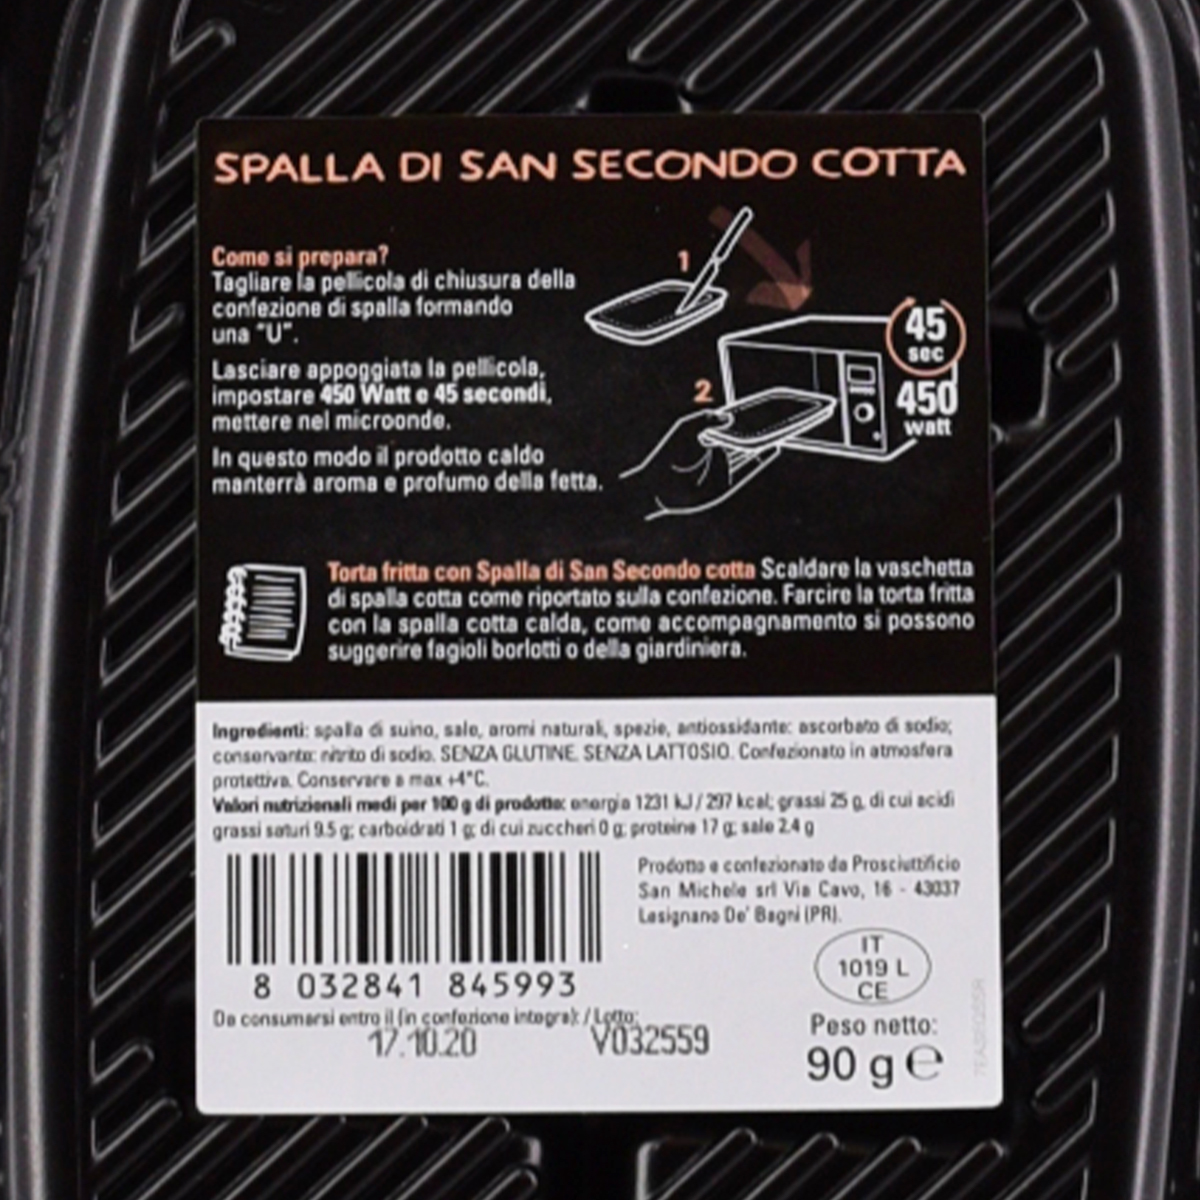 SPALLA DI SAN SECONDO COTTA
Come si prepara?
Tagliare la pellicola di chiusura della
confezione di spalla formando
una "U".
Lasciare appoggiata la pellicola,
impostare 450 Watt e 45 secondi,
mettere nel microonde.
In questo modo il prodotto caldo
manterrà aroma e profumo della fetta.
1
2
45
sec
450
watt
Torta fritta con Spalla di San Secondo cotta Scaldare la vaschetta
di spalla cotta come riportato sulla confezione. Farcire la torta fritta
con la spalla cotta calda, come accompagnamento si possono
suggerire fagioli borlotti o della giardiniera.
Ingredienti: spalla di suino, sale, aromi naturali, spezie, antiossidante: ascorbato di sodio;
conservante: nitrito di sodio. SENZA GLUTINE. SENZA LATTOSIO. Confezionato in atmosfera
protettiva. Conservare a max +4°C.
Valori nutrizionali medi per 100 g di prodotto: energia 1231 kJ / 297 kcal; grassi 25 g, di cui acidi
grassi saturi 9.5 g; carboidrati 1 g; di cui zuccheri 0 g; proteine 17 g; sale 2.4 g
8 032841 845993
Prodotto e confezionato da Prosciuttificio
San Michele srl Via Cavo, 16 - 43037
Lesignano De' Bagni (PR).
IT
1019 L
CE
Da consumarsi entro il (in confezione integra): / Lotto:
17.10.20 V032559
Peso netto:
90 g e